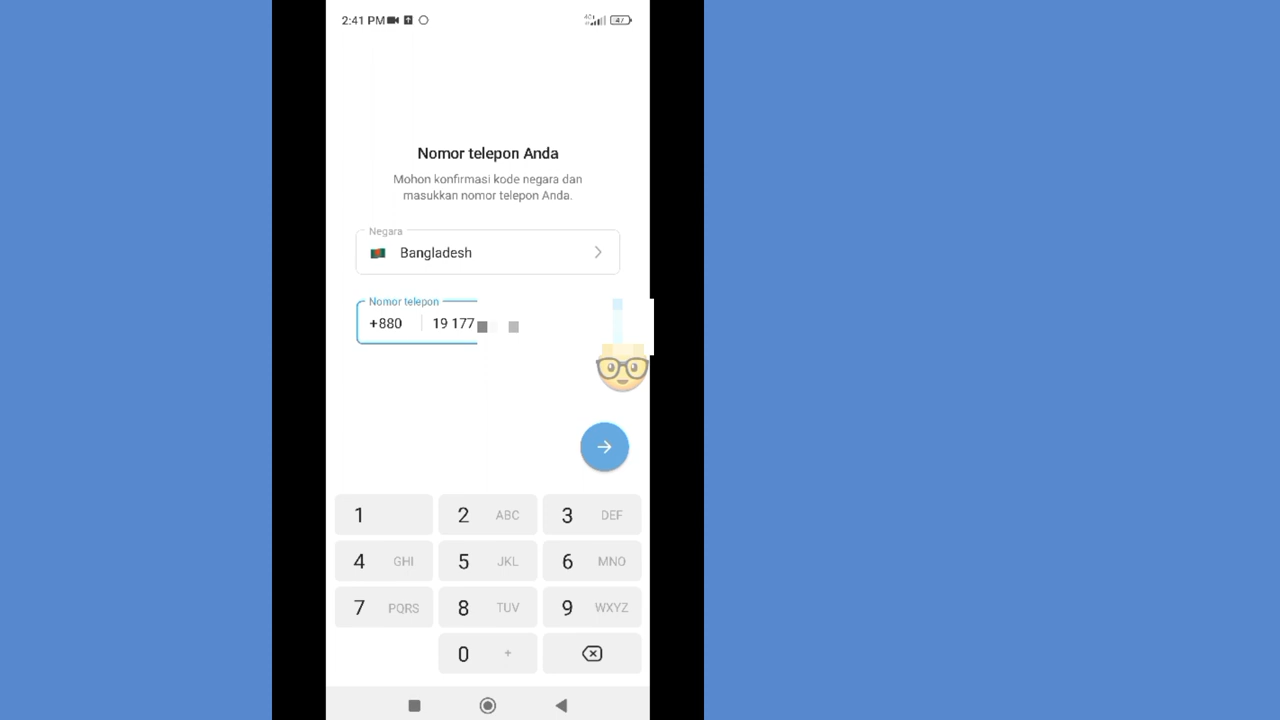 2:41 PM
4G 47
Nomor telepon Anda
Mohon konfirmasi kode negara dan
masukkan nomor telepon Anda.
Negara
Bangladesh
Nomor telepon
+880 19 177
1
2 ABC
3 DEF
4 GHI
5 JKL
6 MNO
7 PQRS
8 TUV
9 WXYZ
0 +